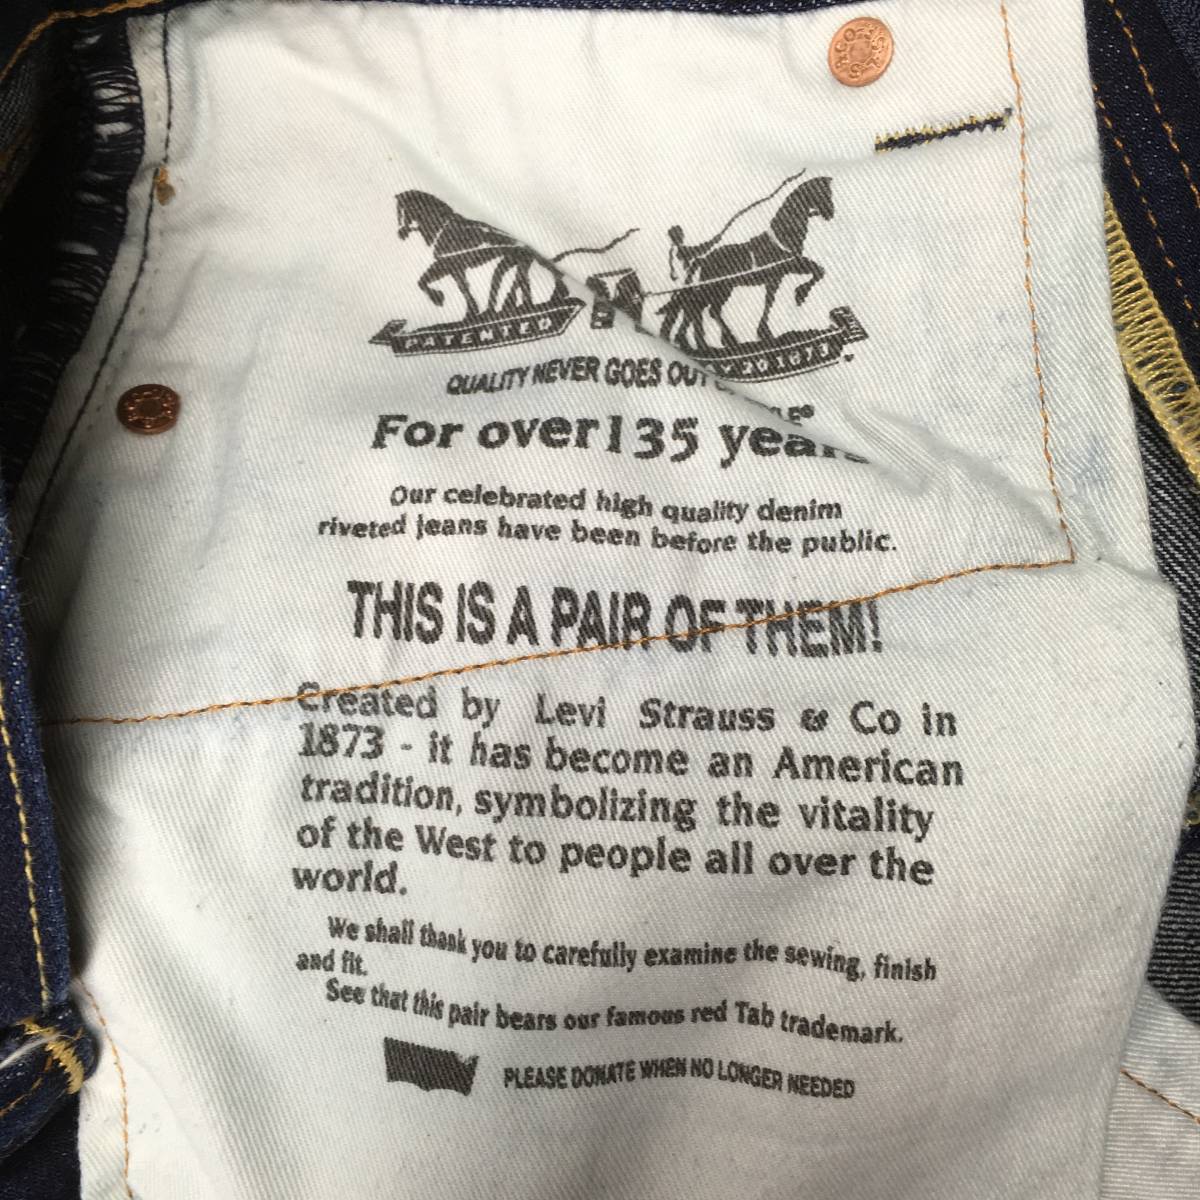 PATENTED
QUALITY NEVER GOES OUT
For over 135 years
Our celebrated high quality denim
riveted jeans have been before the public.
THIS IS A PAIR OF THEM!
Created by Levi Strauss & Co in
1873 - it has become an American
tradition, symbolizing the vitality
of the West to people all over the
world.
We shall thank you to carefully examine the sewing, finish
and fit.
See that this pair bears our famous red Tab trademark.
PLEASE DONATE WHEN NO LONGER NEEDED